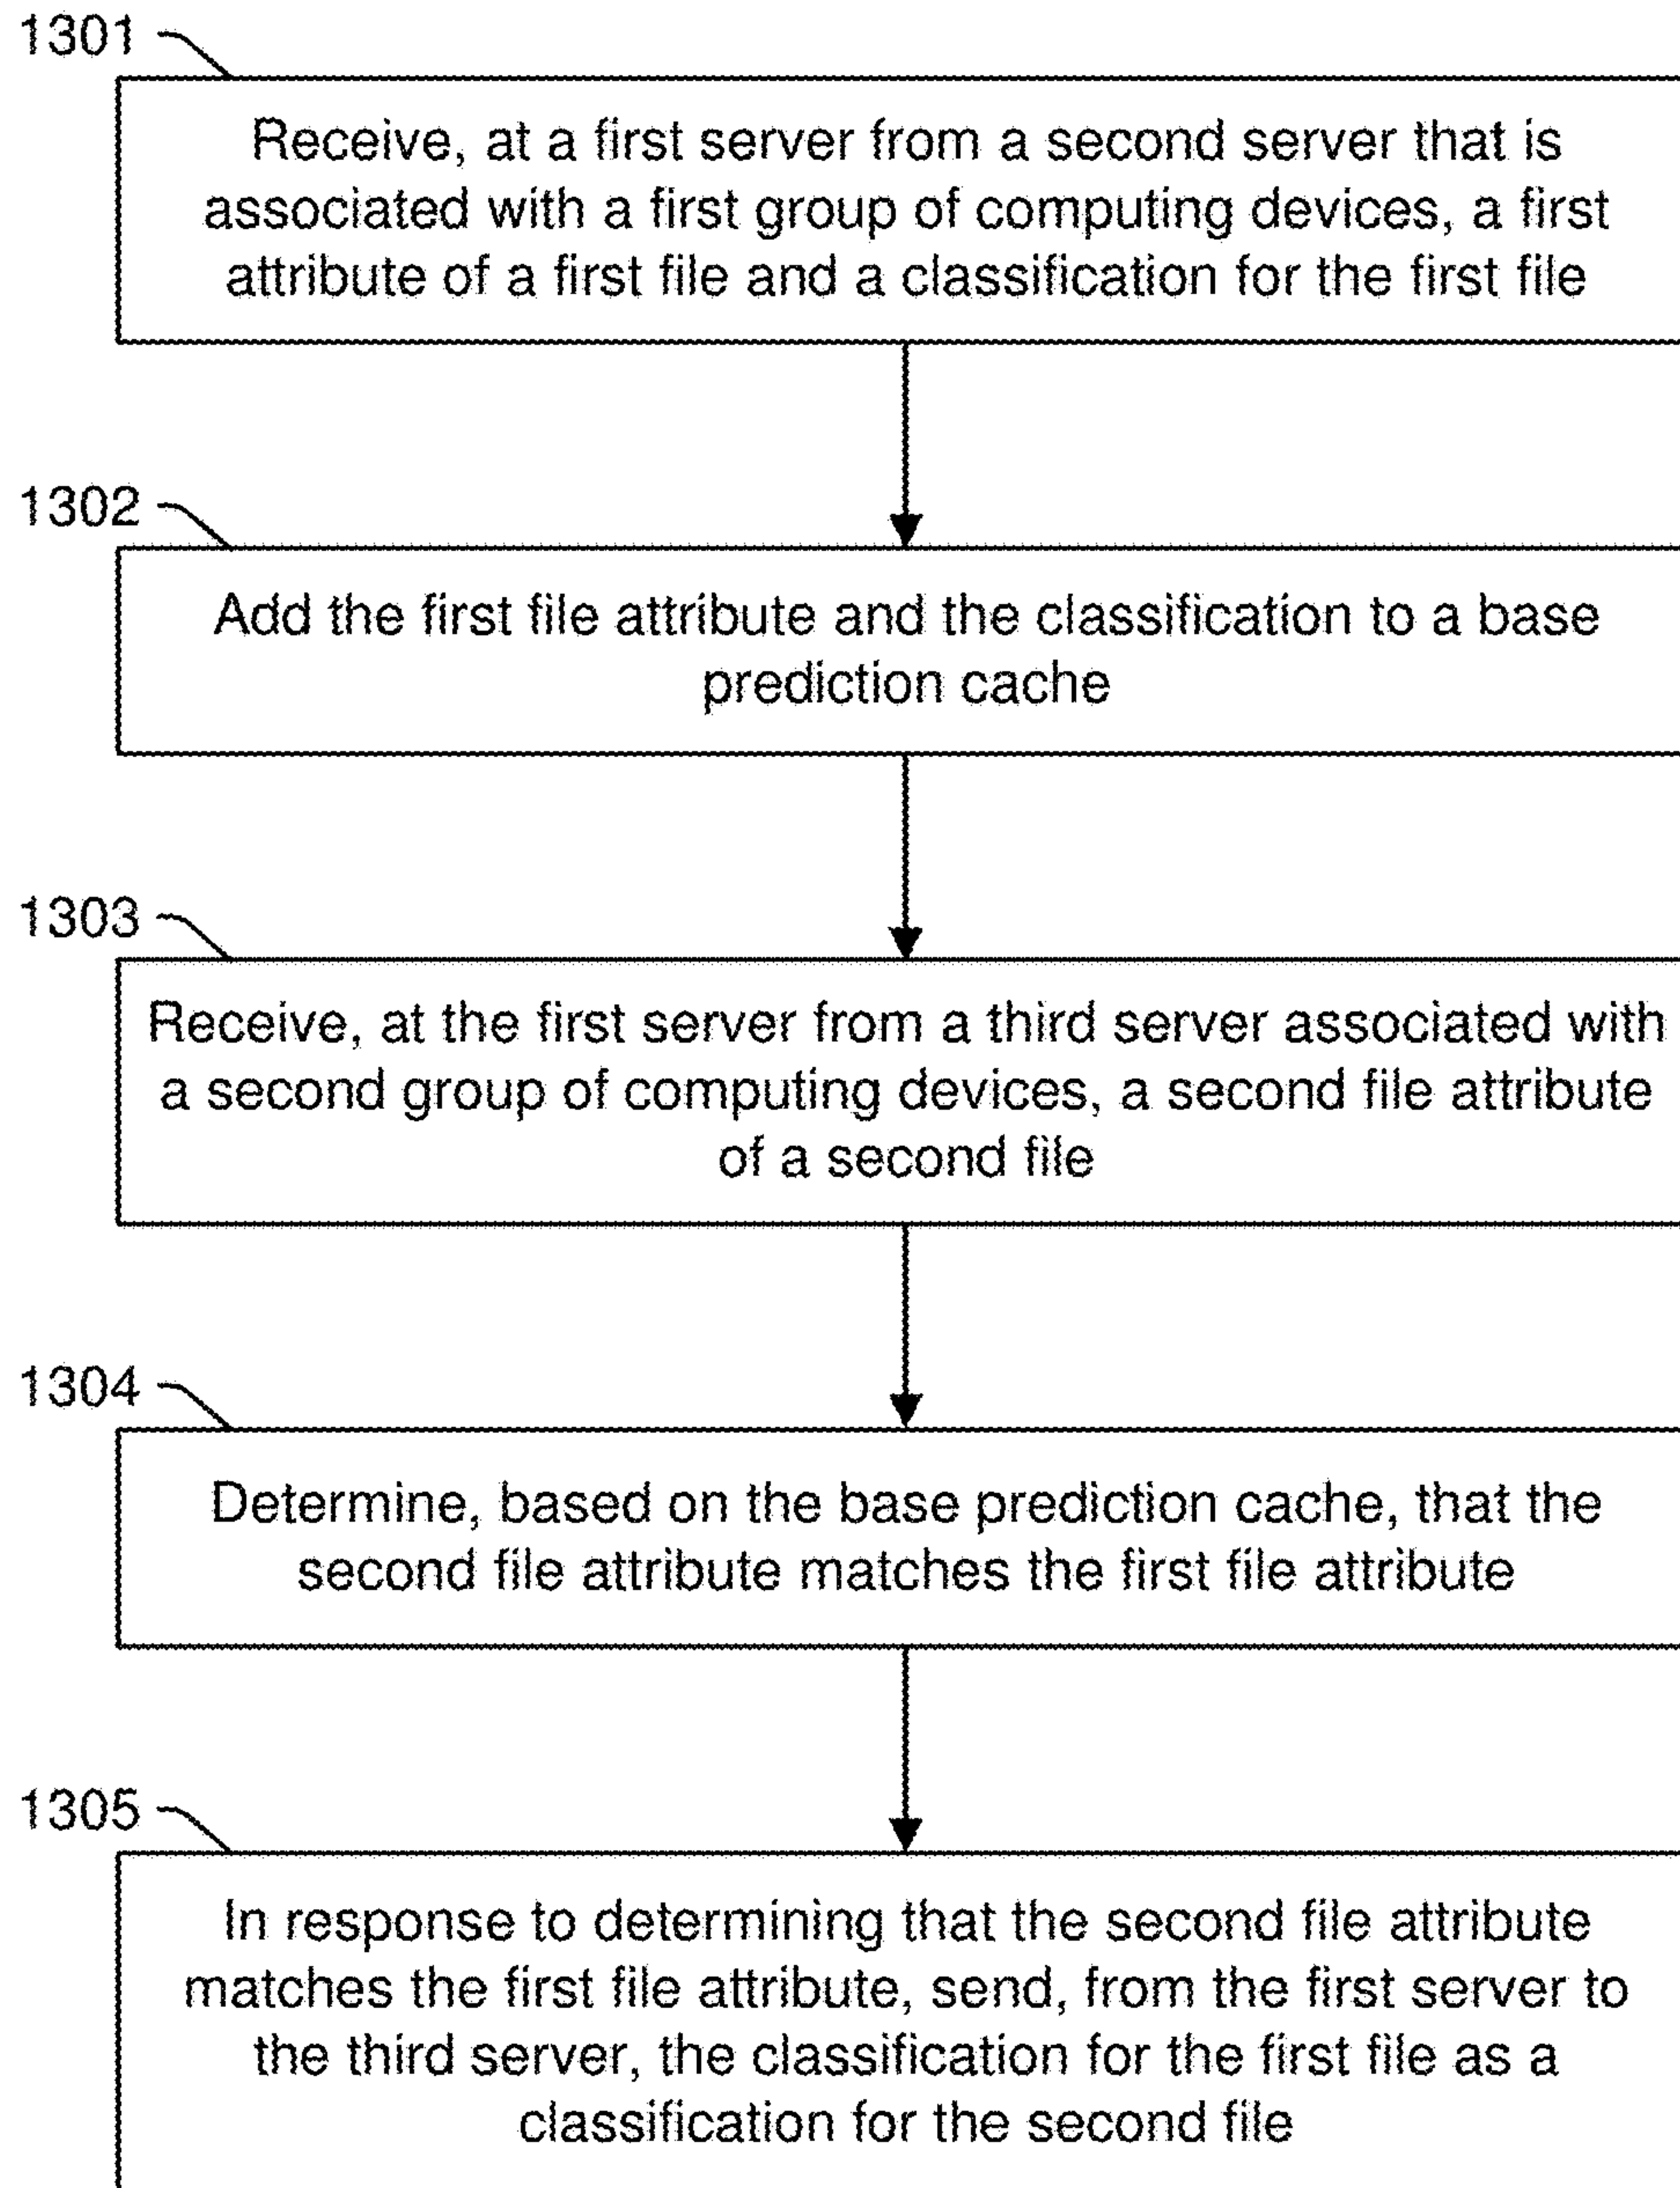 1301
Receive, at a first server from a second server that is
associated with a first group of computing devices, a first
attribute of a first file and a classification for the first file
1302
Add the first file attribute and the classification to a base
prediction cache
1303
Receive, at the first server from a third server associated with
a second group of computing devices, a second file attribute
of a second file
1304
Determine, based on the base prediction cache, that the
second file attribute matches the first file attribute
1305
In response to determining that the second file attribute
matches the first file attribute, send, from the first server to
the third server, the classification for the first file as a
classification for the second file